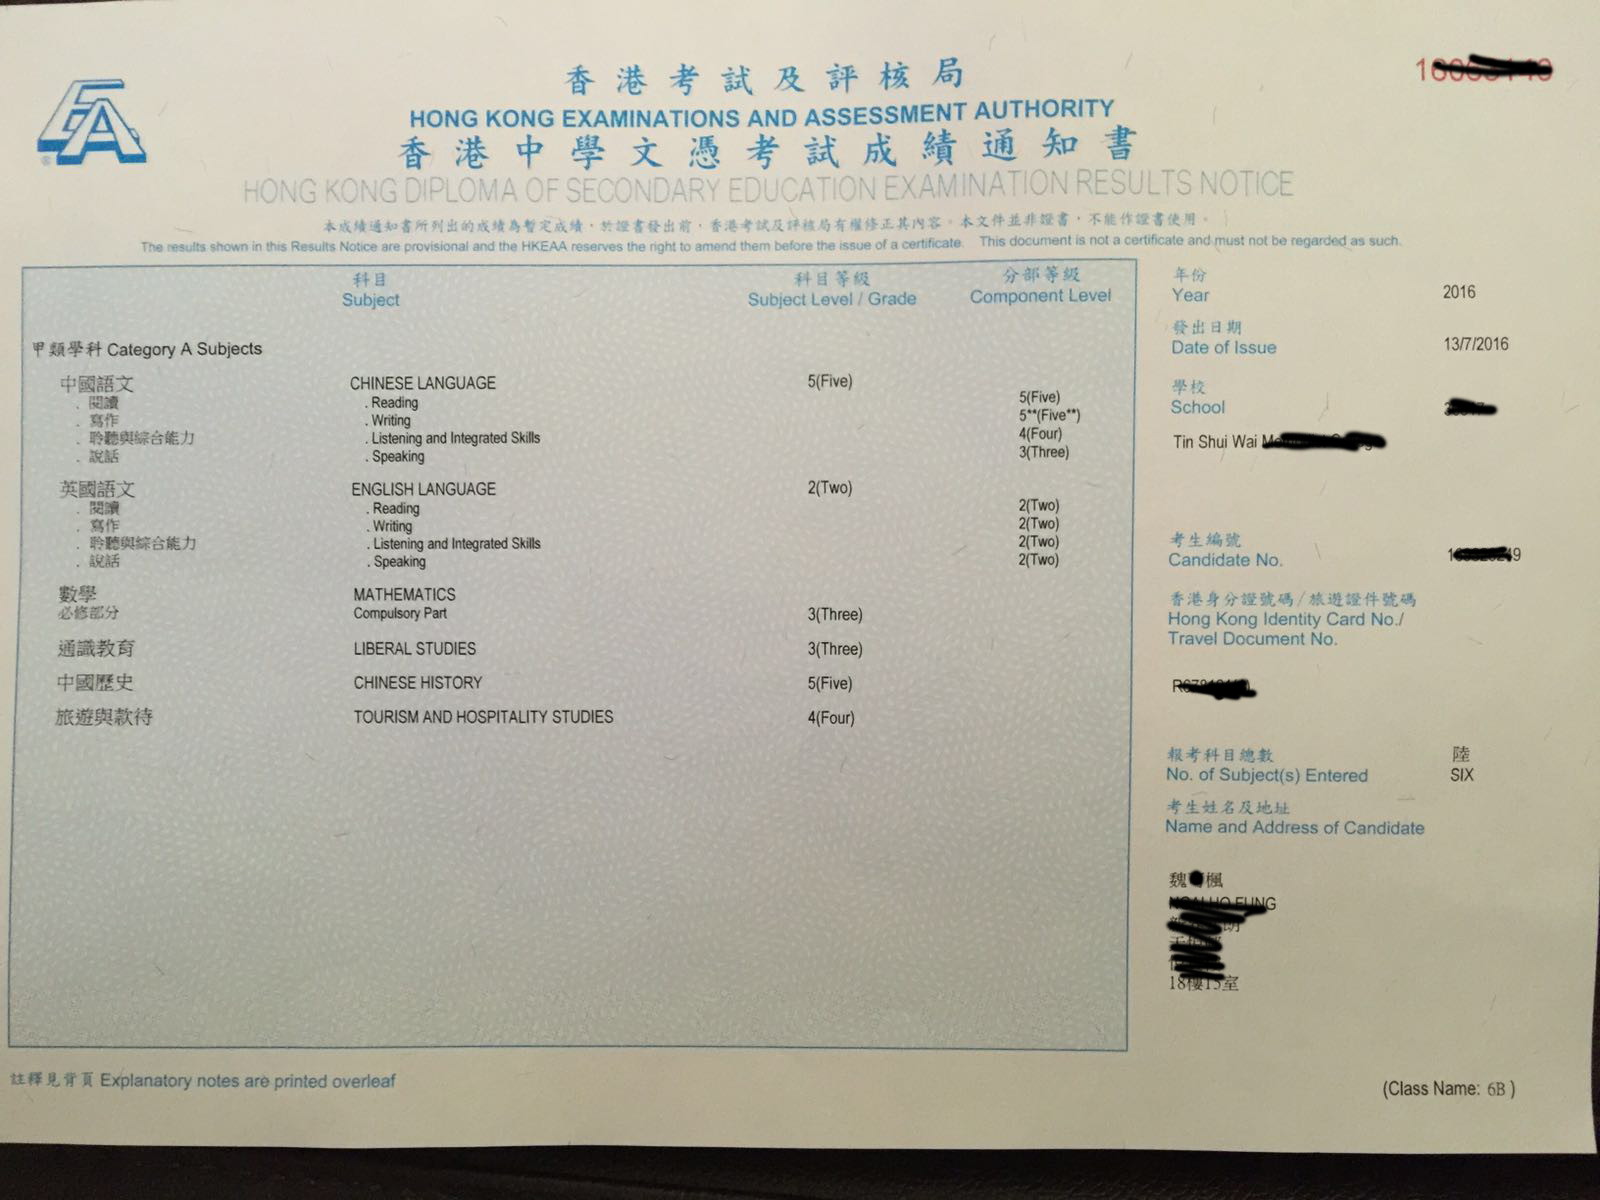 香港考試及評核局
HONG KONG EXAMINATIONS AND ASSESSMENT AUTHORITY
香港中學文憑考試成績通知書
HONG KONG DIPLOMA OF SECONDARY EDUCATION EXAMINATION RESULTS NOTICE
本成績通知書所列出的成績為暫定成績，於證書發出前，香港考試及評核局有權修正其內容。本文件並非證書，不能作證書使用。
The results shown in this Results Notice are provisional and the HKEAA reserves the right to amend them before the issue of a certificate. This document is not a certificate and must not be regarded as such.
科目 科目等級 分部等級
Subject Subject Level / Grade Component Level
甲類學科 Category A Subjects
中國語文 CHINESE LANGUAGE 5(Five)
. 閱讀 . Reading 5(Five)
. 寫作 . Writing 5**(Five**)
. 聆聽與綜合能力 . Listening and Integrated Skills 4(Four)
. 說話 . Speaking 3(Three)
英國語文 ENGLISH LANGUAGE 2(Two)
. 閱讀 . Reading 2(Two)
. 寫作 . Writing 2(Two)
. 聆聽與綜合能力 . Listening and Integrated Skills 2(Two)
. 說話 . Speaking 2(Two)
數學 MATHEMATICS
必修部分 Compulsory Part 3(Three)
通識教育 LIBERAL STUDIES 3(Three)
中國歷史 CHINESE HISTORY 5(Five)
旅遊與款待 TOURISM AND HOSPITALITY STUDIES 4(Four)
年份
Year 2016
發出日期
Date of Issue 13/7/2016
學校
School
Tin Shui Wai
考生編號
Candidate No.
香港身分證號碼/旅遊證件號碼
Hong Kong Identity Card No./
Travel Document No.
報考科目總數 陸
No. of Subject(s) Entered SIX
考生姓名及地址
Name and Address of Candidate
魏 楓
18樓15室
註釋見背頁 Explanatory notes are printed overleaf
(Class Name: 6B )